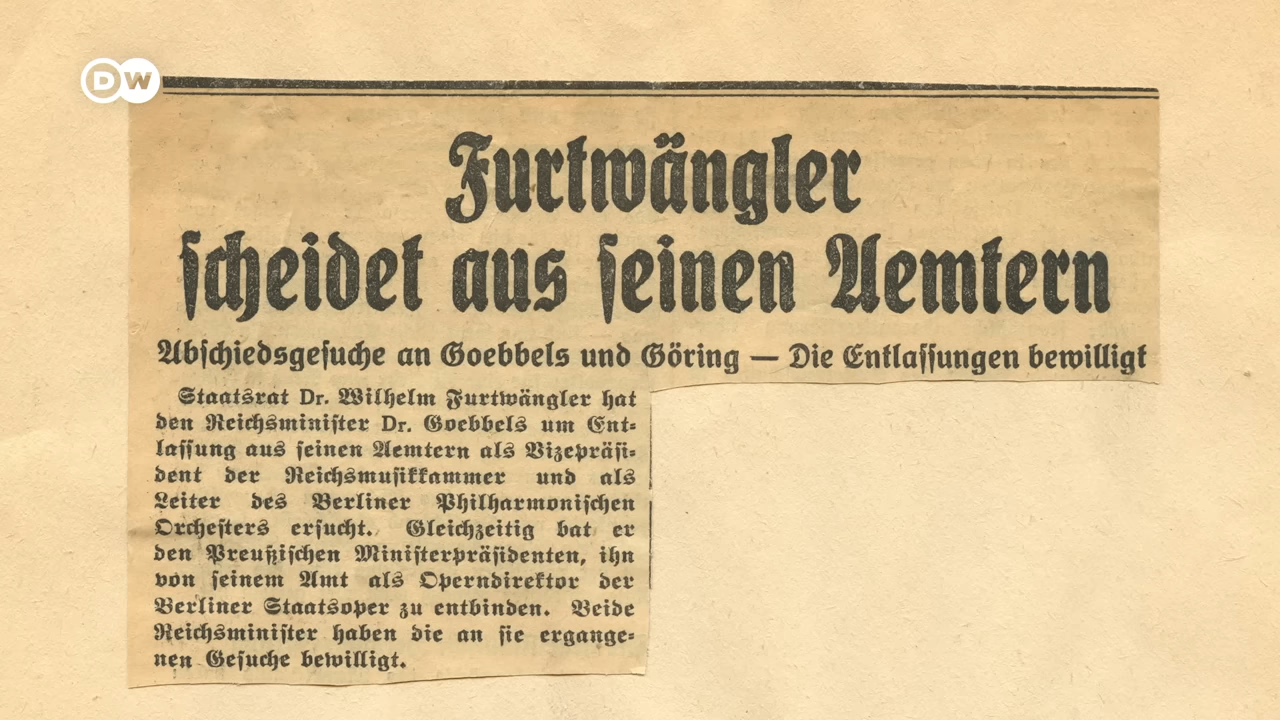 DW
Furtwängler
scheidet aus seinen Aemtern
Abschiedsgesuche an Goebbels und Göring — Die Entlassungen bewilligt
Staatsrat Dr. Wilhelm Furtwängler hat
den Reichsminister Dr. Goebbels um Ent-
lassung aus seinen Aemtern als Vizepräsi-
dent der Reichsmusikkammer und als
Leiter des Berliner Philharmonischen
Orchesters ersucht. Gleichzeitig bat er
den Preußischen Ministerpräsidenten, ihn
von seinem Amt als Operndirektor der
Berliner Staatsoper zu entbinden. Beide
Reichsminister haben die an sie ergange-
nen Gesuche bewilligt.